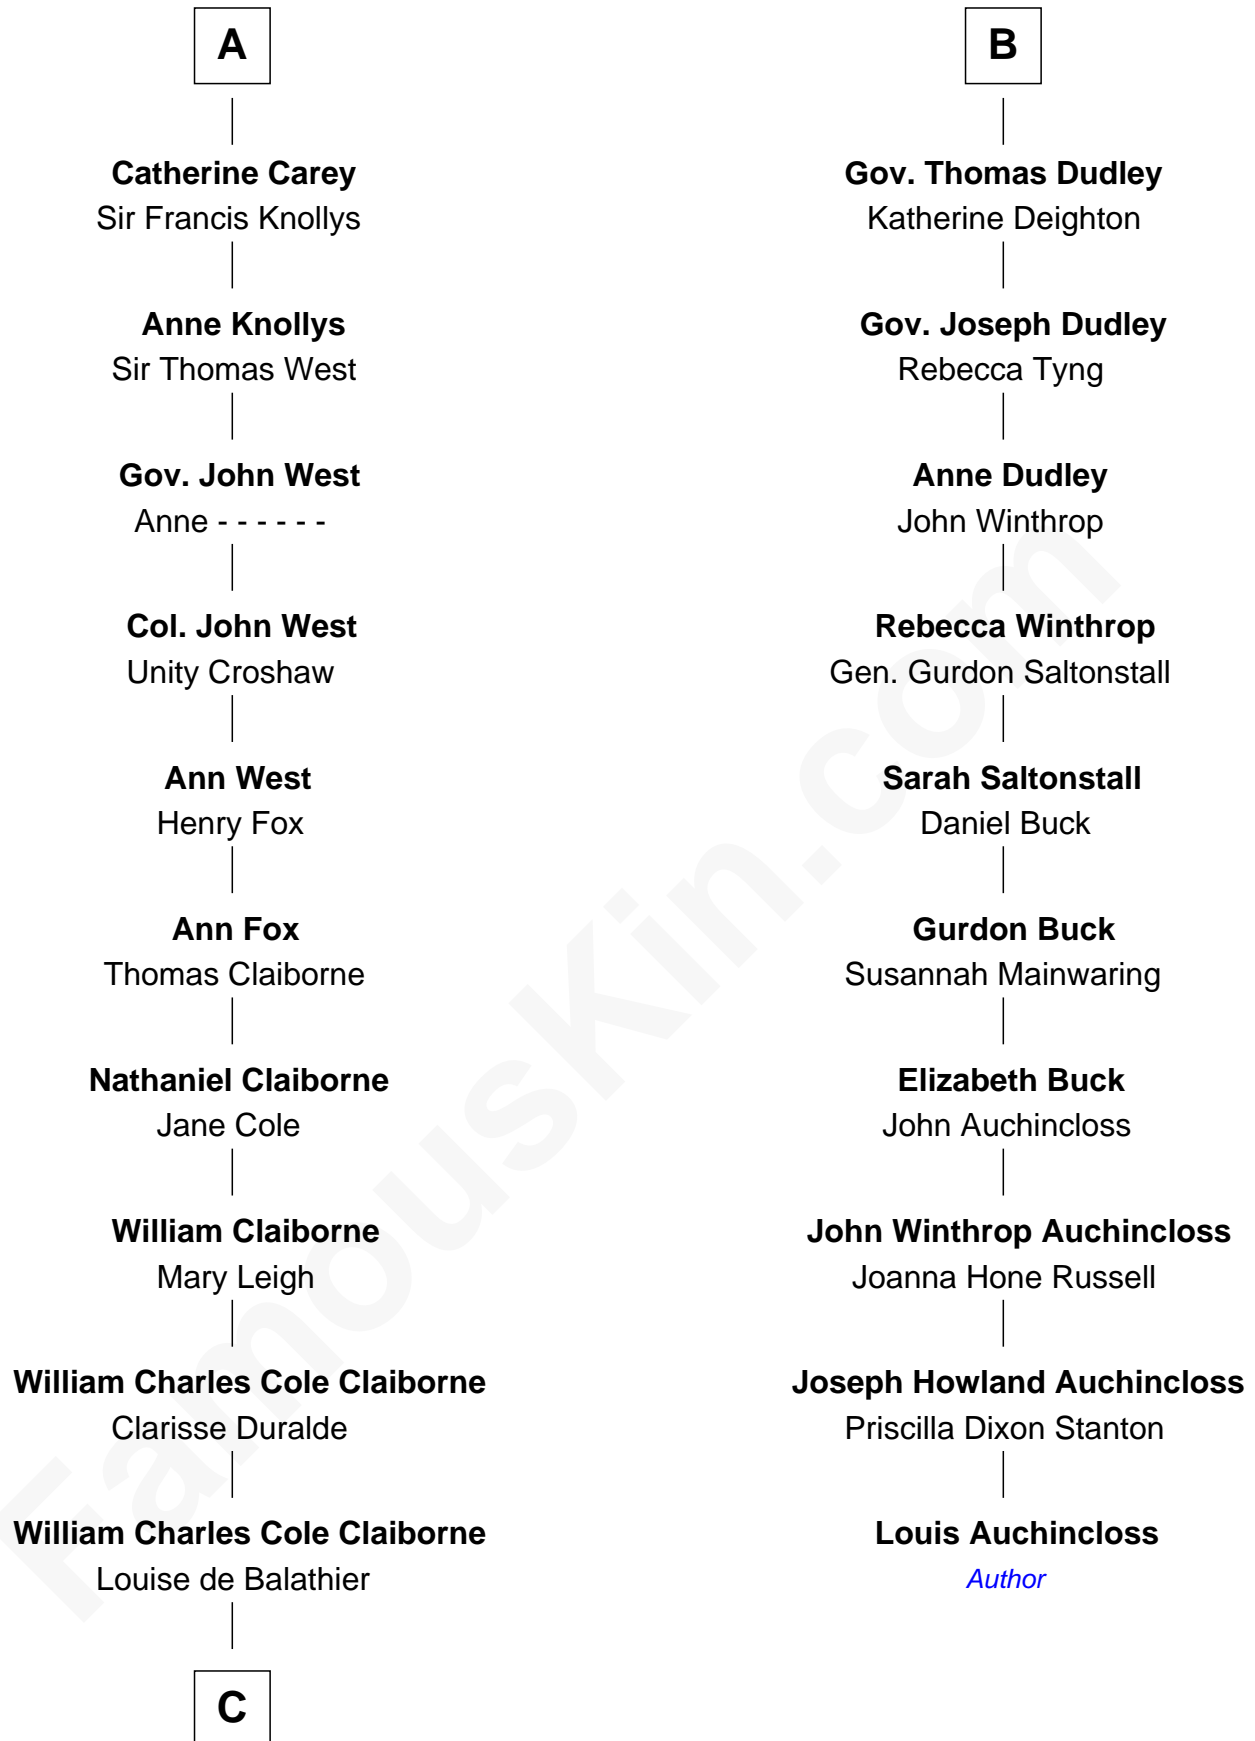 A
Catherine Carey
Sir Francis Knollys
Anne Knollys
Sir Thomas West
Gov. John West
Anne - - - - - -
Col. John West
Unity Croshaw
Ann West
Henry Fox
Ann Fox
Thomas Claiborne
Nathaniel Claiborne
Jane Cole
William Claiborne
Mary Leigh
William Charles Cole Claiborne
Clarisse Duralde
William Charles Cole Claiborne
Louise de Balathier
C
B
Gov. Thomas Dudley
Katherine Deighton
Gov. Joseph Dudley
Rebecca Tyng
Anne Dudley
John Winthrop
Rebecca Winthrop
Gen. Gurdon Saltonstall
Sarah Saltonstall
Daniel Buck
Gurdon Buck
Susannah Mainwaring
Elizabeth Buck
John Auchincloss
John Winthrop Auchincloss
Joanna Hone Russell
Joseph Howland Auchincloss
Priscilla Dixon Stanton
Louis Auchincloss
Author
FamousKin.com